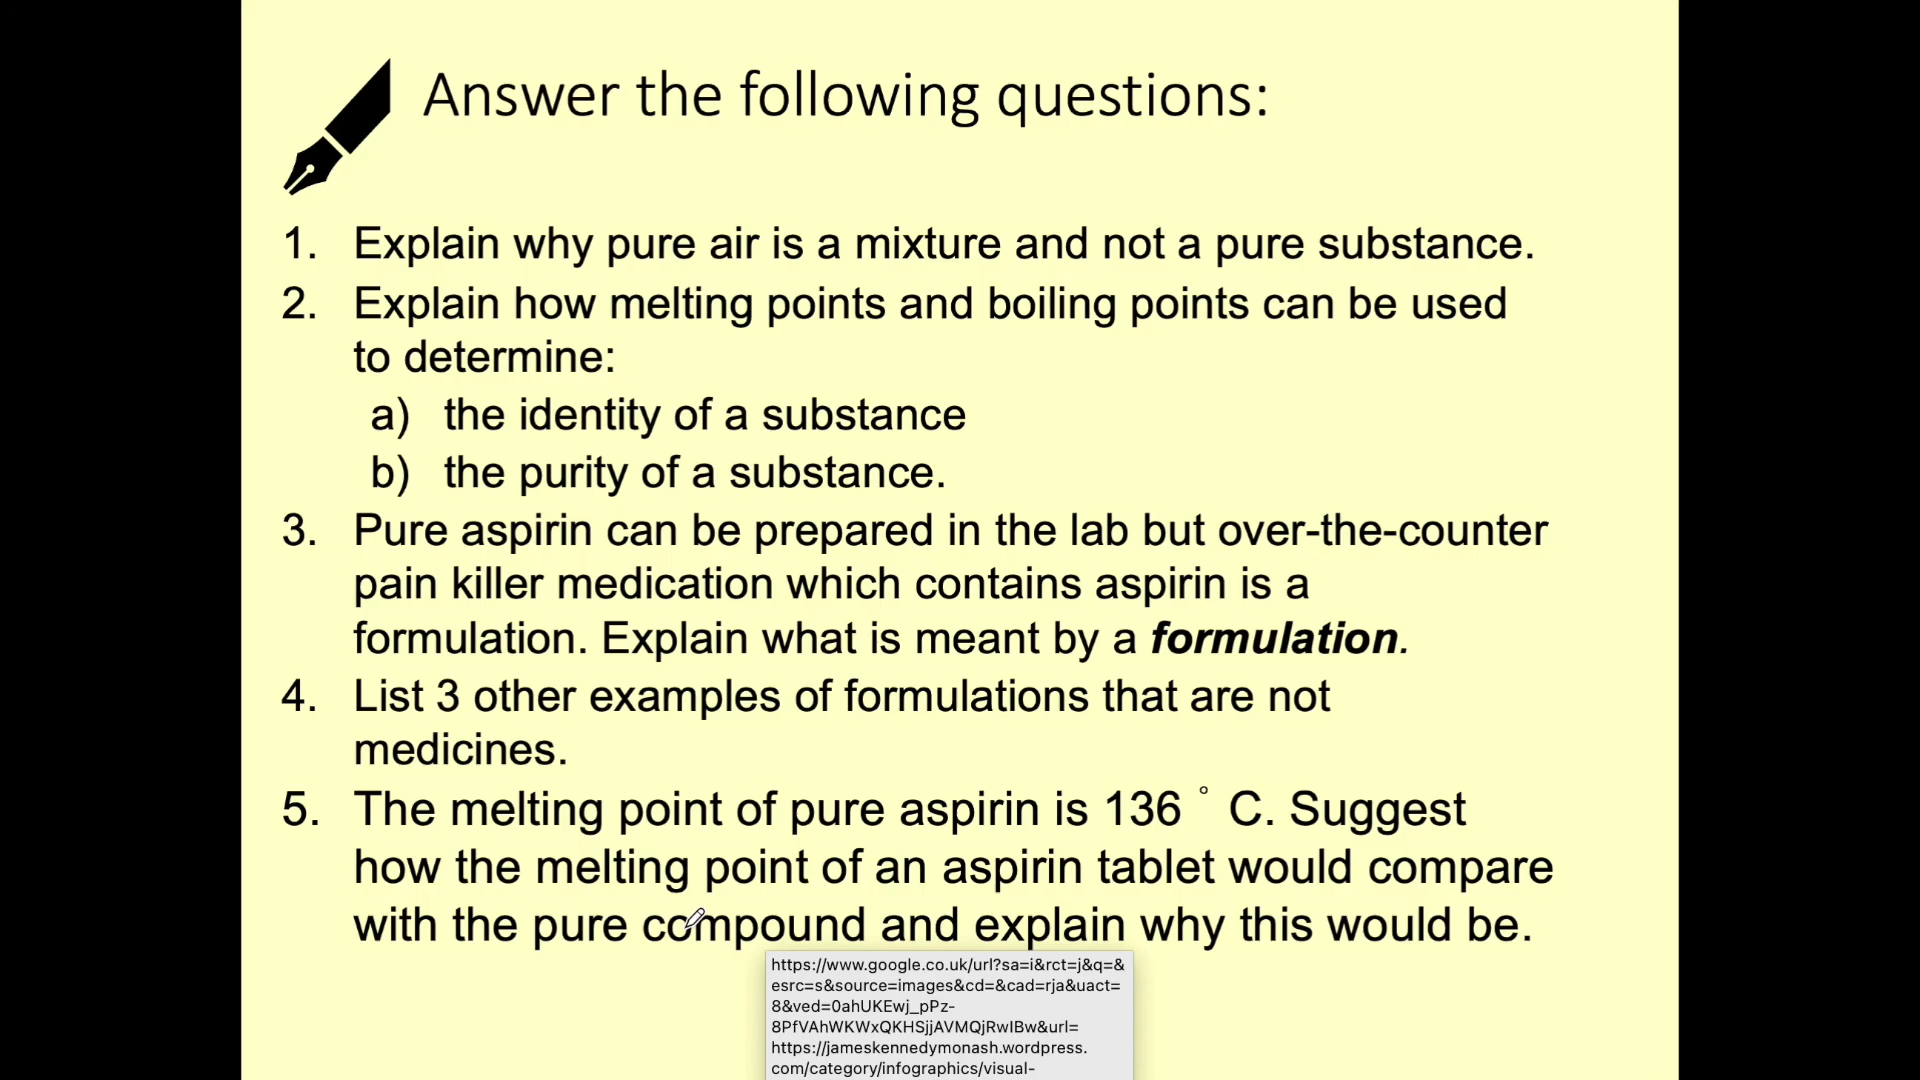 Answer the following questions:
1. Explain why pure air is a mixture and not a pure substance.
2. Explain how melting points and boiling points can be used
to determine:
a) the identity of a substance
b) the purity of a substance.
3. Pure aspirin can be prepared in the lab but over-the-counter
pain killer medication which contains aspirin is a
formulation. Explain what is meant by a formulation.
4. List 3 other examples of formulations that are not
medicines.
5. The melting point of pure aspirin is 136 ˚ C. Suggest
how the melting point of an aspirin tablet would compare
with the pure compound and explain why this would be.
https://www.google.co.uk/url?sa=i&rct=j&q=&
esrc=s&source=images&cd=&cad=rja&uact=
8&ved=0ahUKEwj_pPz-
8PfVAhWKWxQKHSjjAVMQjRwIBw&url=
https://jameskennedymonash.wordpress.
com/category/infographics/visual-